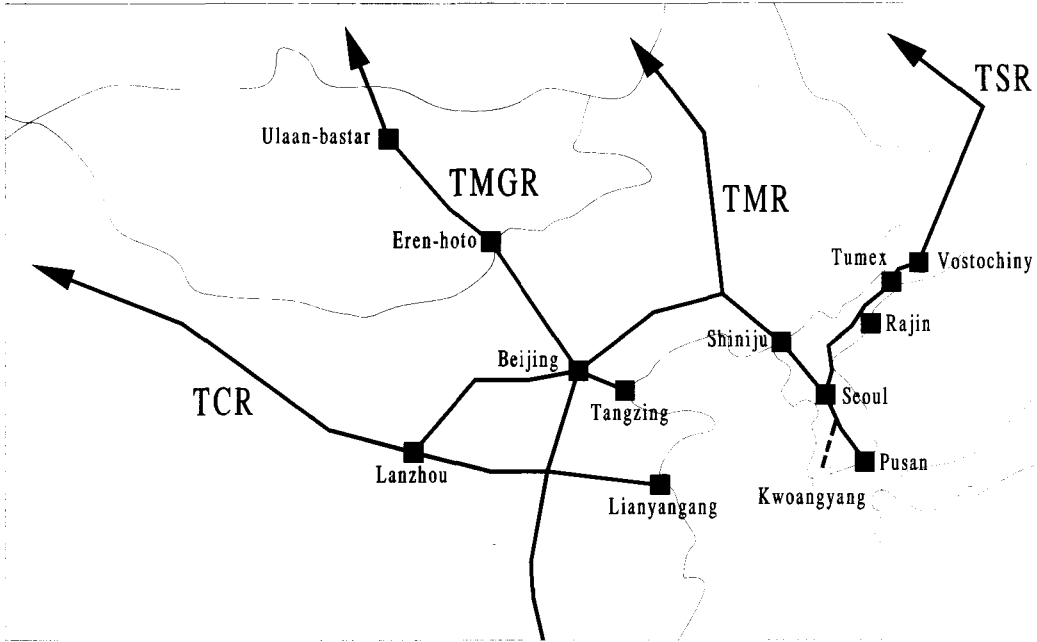 TSR
Ulaan-bastar
TMGR
TMR
Eren-hoto
Tumex
Vostochiny
Rajin
Shiniju
Beijing
Seoul
TCR
Tangzing
Lanzhou
Pusan
Kwoangyang
Lianyangang